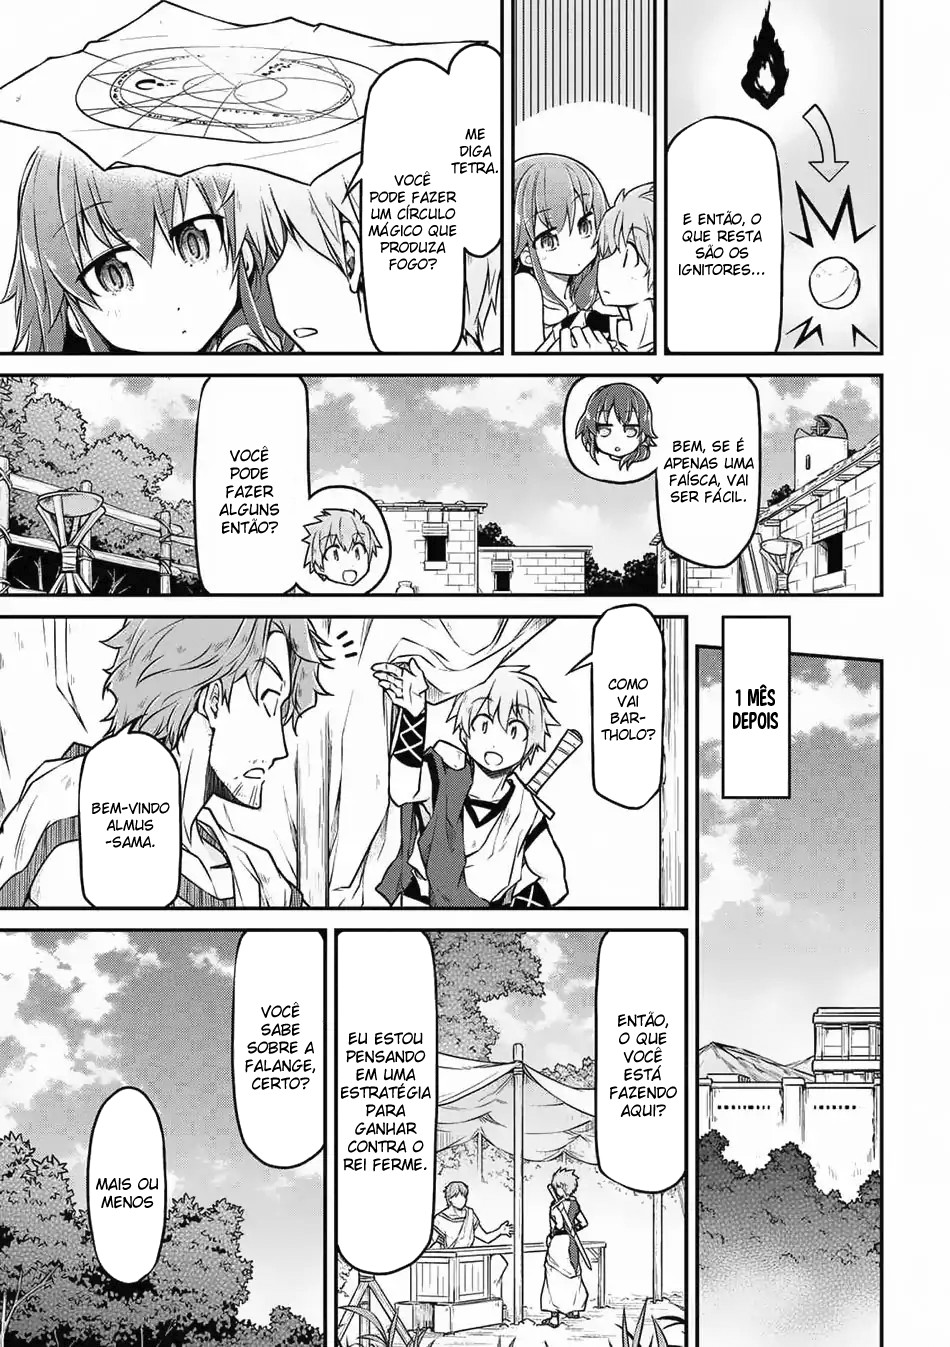 E ENTÃO, O
QUE RESTA
SÃO OS
IGNITORES...
ME
DIGA
TETRA.
VOCÊ
PODE FAZER
UM CÍRCULO
MÁGICO QUE
PRODUZA
FOGO?
BEM, SE É
APENAS UMA
FAÍSCA, VAI
SER FÁCIL.
VOCÊ
PODE
FAZER
ALGUNS
ENTÃO?
1 MÊS
DEPOIS
COMO
VAI
BAR-
THOLO?
BEM-VINDO
ALMUS
-SAMA.
ENTÃO,
O QUE
VOCÊ
ESTÁ
FAZENDO
AQUI?
EU ESTOU
PENSANDO
EM UMA
ESTRATÉGIA
PARA
GANHAR
CONTRA O
REI FERME.
VOCÊ
SABE
SOBRE A
FALANGE,
CERTO?
MAIS OU
MENOS